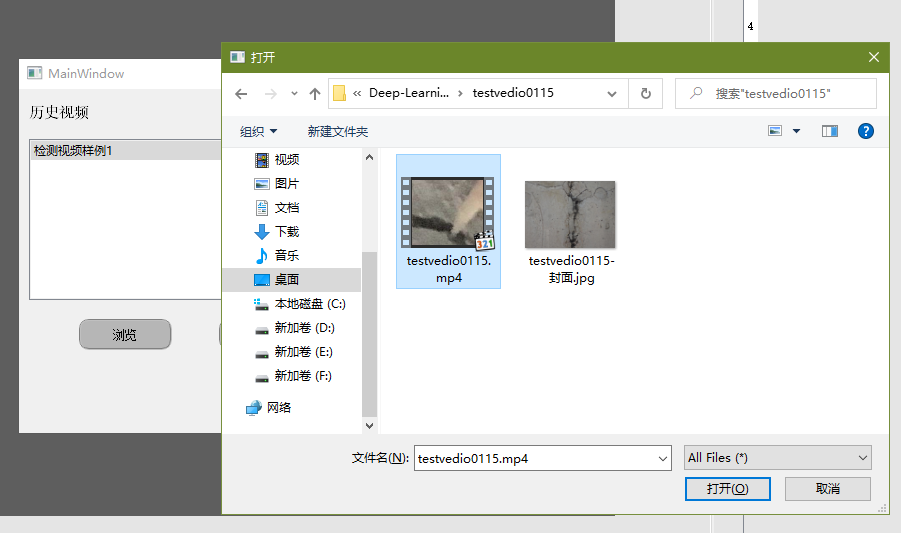 4
MainWindow
历史视频
检测视频样例1
浏览
打开
« Deep-Learni... › testvedio0115
搜索"testvedio0115"
组织
新建文件夹
视频
图片
文档
下载
音乐
桌面
本地磁盘 (C:)
新加卷 (D:)
新加卷 (E:)
新加卷 (F:)
网络
321
testvedio0115.
mp4
testvedio0115-
封面.jpg
文件名(N):
testvedio0115.mp4
All Files (*)
打开(O)
取消